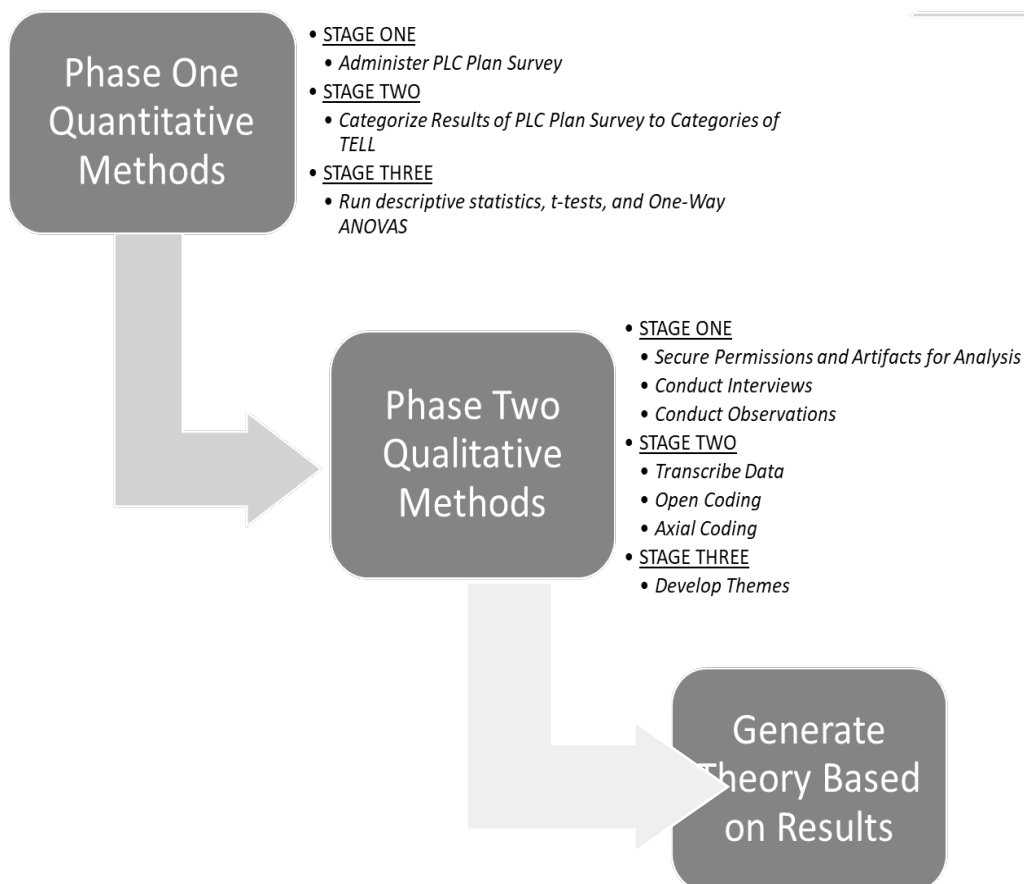 Phase One
Quantitative
Methods
• STAGE ONE
• Administer PLC Plan Survey
• STAGE TWO
• Categorize Results of PLC Plan Survey to Categories of
TELL
• STAGE THREE
• Run descriptive statistics, t-tests, and One-Way
ANOVAS
Phase Two
Qualitative
Methods
• STAGE ONE
• Secure Permissions and Artifacts for Analysis
• Conduct Interviews
• Conduct Observations
• STAGE TWO
• Transcribe Data
• Open Coding
• Axial Coding
• STAGE THREE
• Develop Themes
Generate
Theory Based
on Results